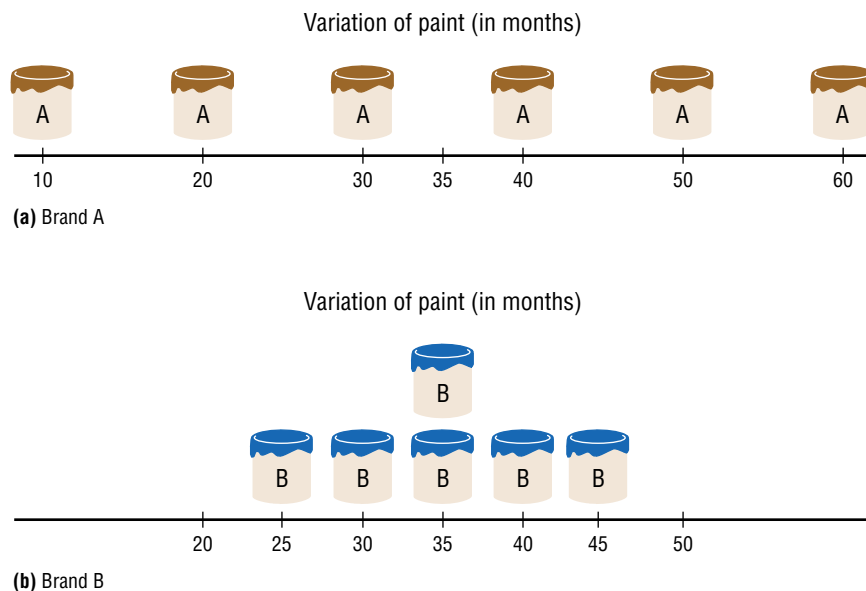 Variation of paint (in months)
A A A A A A
10 20 30 35 40 50 60
(a) Brand A
Variation of paint (in months)
B
B B B B B
20 25 30 35 40 45 50
(b) Brand B